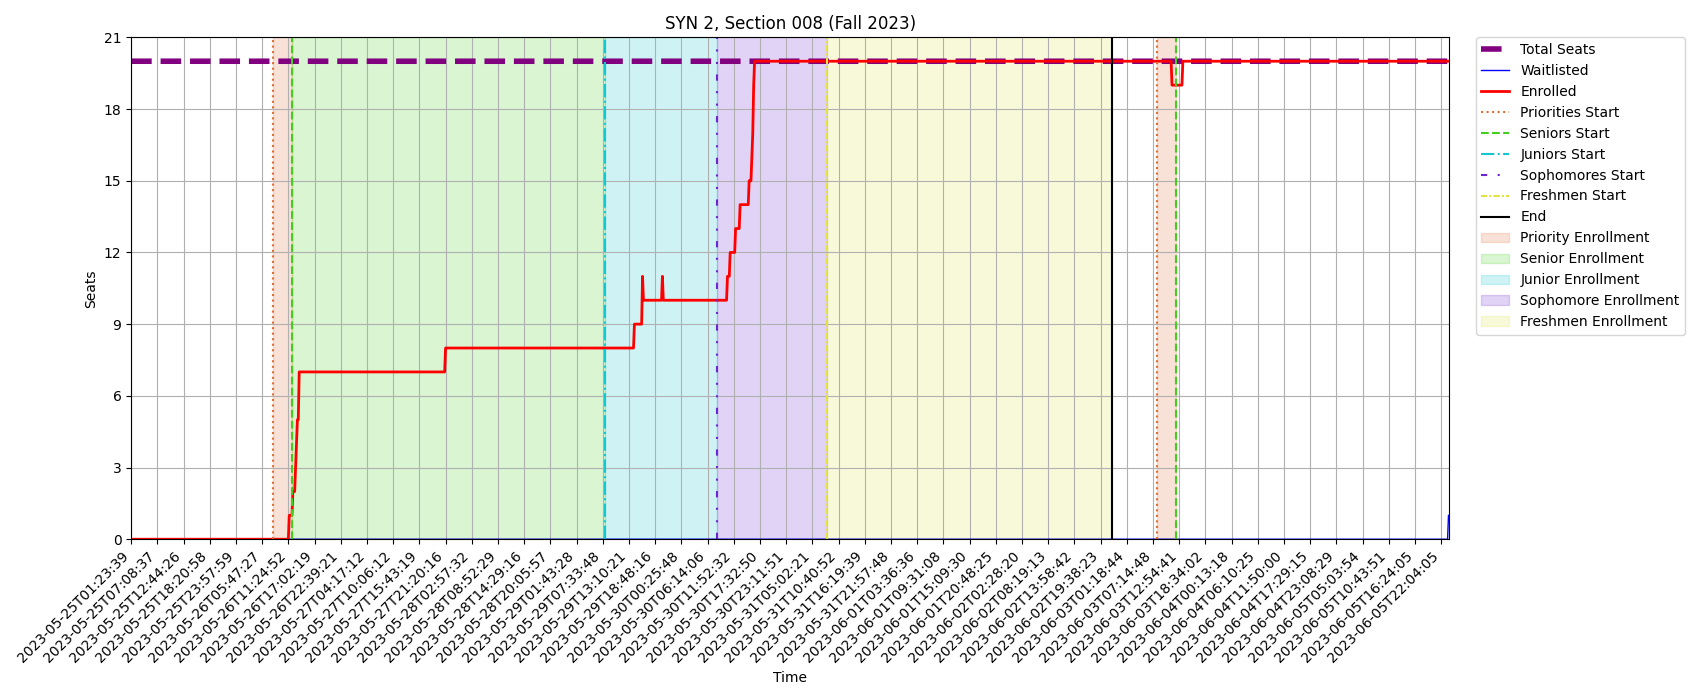 SYN 2, Section 008 (Fall 2023)
Seats
21
18
15
12
9
6
3
0
2023-05-25T01:23:39
2023-05-25T07:08:37
2023-05-25T12:44:26
2023-05-25T18:20:58
2023-05-25T23:57:59
2023-05-26T05:47:27
2023-05-26T11:24:52
2023-05-26T17:02:19
2023-05-26T22:39:21
2023-05-27T04:17:12
2023-05-27T10:06:12
2023-05-27T15:43:19
2023-05-27T21:20:16
2023-05-28T02:57:32
2023-05-28T08:52:29
2023-05-28T14:29:16
2023-05-28T20:05:57
2023-05-29T01:43:28
2023-05-29T07:33:48
2023-05-29T13:10:21
2023-05-29T18:48:16
2023-05-30T00:25:48
2023-05-30T06:14:06
2023-05-30T11:52:32
2023-05-30T17:32:50
2023-05-30T23:11:51
2023-05-31T05:02:21
2023-05-31T10:40:52
2023-05-31T16:19:39
2023-05-31T21:57:48
2023-06-01T03:36:36
2023-06-01T09:31:08
2023-06-01T15:09:30
2023-06-01T20:48:25
2023-06-02T02:28:20
2023-06-02T08:19:13
2023-06-02T13:58:42
2023-06-02T19:38:23
2023-06-03T01:18:44
2023-06-03T07:14:48
2023-06-03T12:54:41
2023-06-03T18:34:02
2023-06-04T00:13:18
2023-06-04T06:10:25
2023-06-04T11:50:00
2023-06-04T17:29:15
2023-06-04T23:08:29
2023-06-05T05:03:54
2023-06-05T10:43:51
2023-06-05T16:24:05
2023-06-05T22:04:05
Time
Total Seats
Waitlisted
Enrolled
Priorities Start
Seniors Start
Juniors Start
Sophomores Start
Freshmen Start
End
Priority Enrollment
Senior Enrollment
Junior Enrollment
Sophomore Enrollment
Freshmen Enrollment